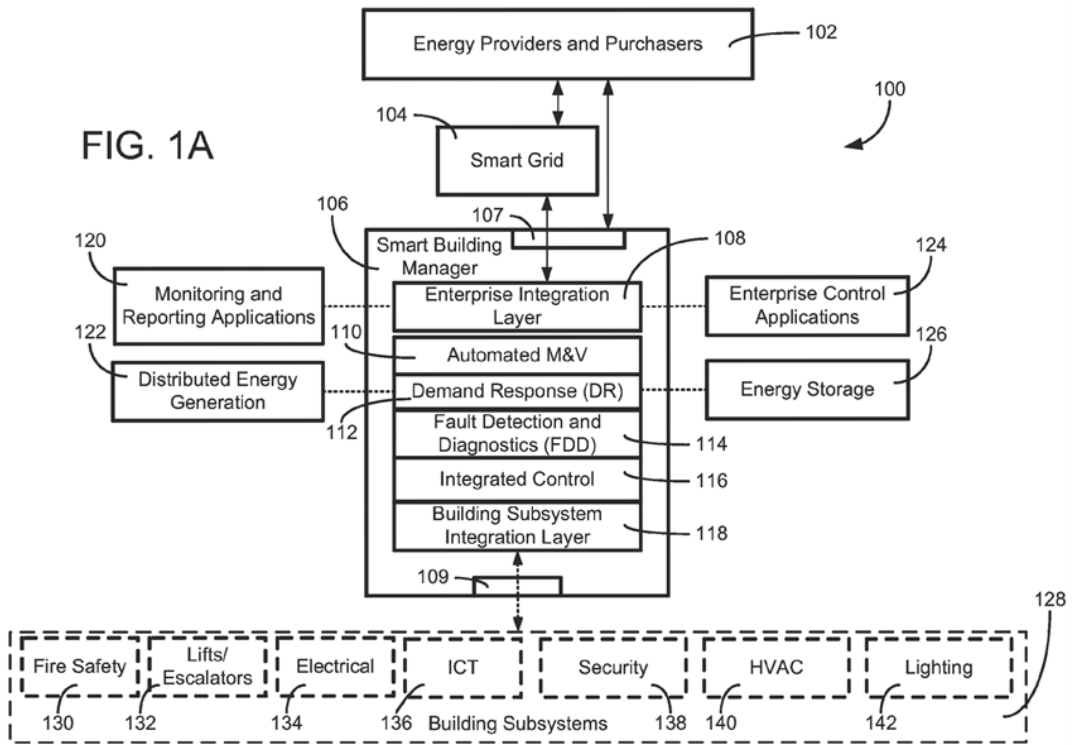 Energy Providers and Purchasers
102
100
104
FIG. 1A
Smart Grid
106
107
Smart Building
Manager
108
120
124
Monitoring and
Reporting Applications
Enterprise Integration
Layer
Enterprise Control
Applications
122
110
Automated M&V
126
Distributed Energy
Generation
Demand Response (DR)
Energy Storage
112
Fault Detection and
Diagnostics (FDD)
114
Integrated Control
116
Building Subsystem
Integration Layer
118
109
128
Fire Safety
Lifts/
Escalators
Electrical
ICT
Security
HVAC
Lighting
130
132
134
136
Building Subsystems
138
140
142